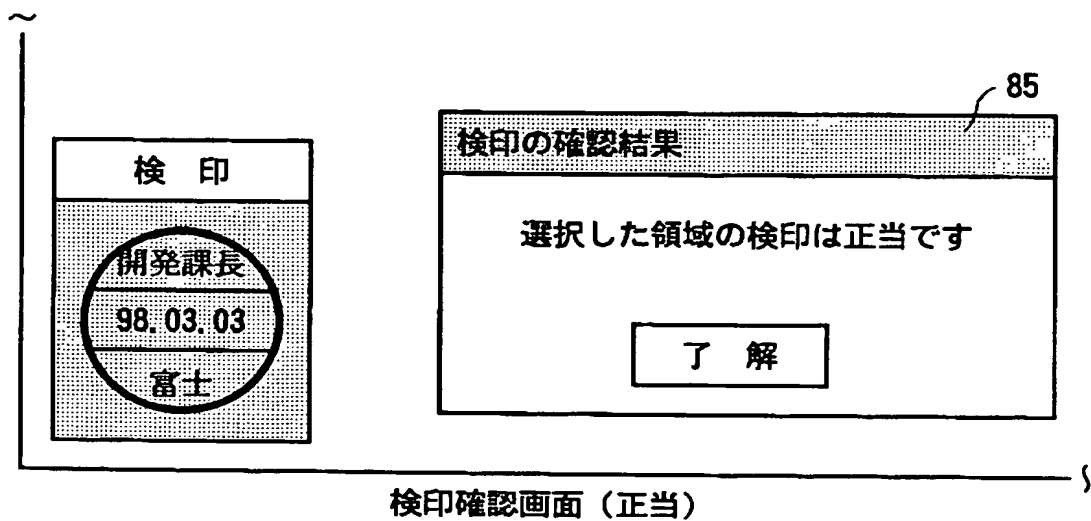 85
検印の確認結果
検 印
選択した領域の検印は正当です
開発課長
98.03.03
富士
了 解
検印確認画面(正当)